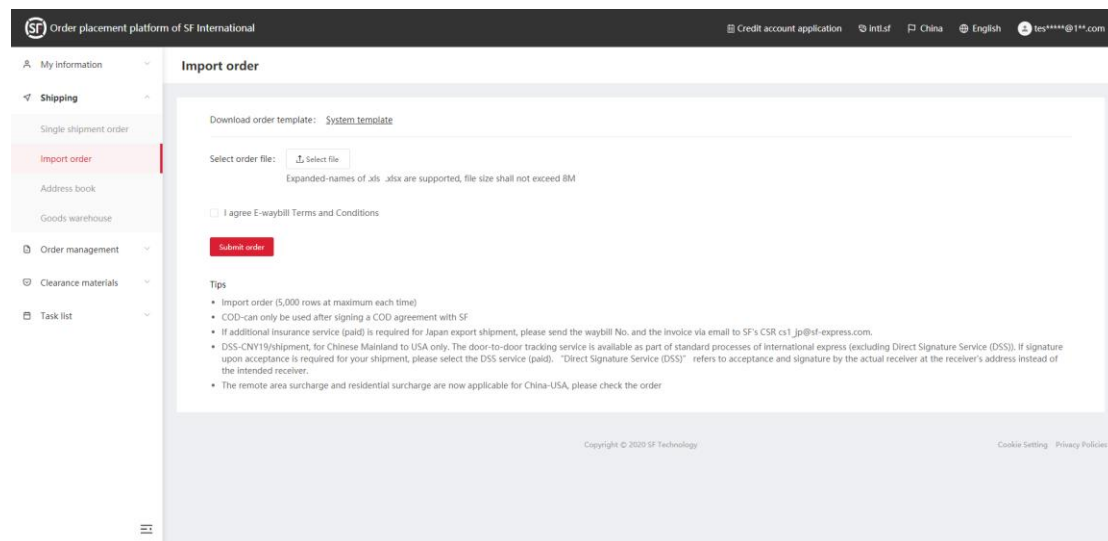 SF Order placement platform of SF International
Credit account application intl.sf China English tes*****@1**.com
My information
Shipping
Single shipment order
Import order
Address book
Goods warehouse
Order management
Clearance materials
Task list
Import order
Download order template: System template
Select order file: Select file
Expanded-names of .xls .xlsx are supported, file size shall not exceed 8M
I agree E-waybill Terms and Conditions
Submit order
Tips
• Import order (5,000 rows at maximum each time)
• COD-can only be used after signing a COD agreement with SF
• If additional insurance service (paid) is required for Japan export shipment, please send the waybill No. and the invoice via email to SF's CSR cs1_jp@sf-express.com.
• DSS-CNY19/shipment, for Chinese Mainland to USA only. The door-to-door tracking service is available as part of standard processes of international express (excluding Direct Signature Service (DSS)). If signature
upon acceptance is required for your shipment, please select the DSS service (paid). "Direct Signature Service (DSS)" refers to acceptance and signature by the actual receiver at the receiver's address instead of
the intended receiver.
• The remote area surcharge and residential surcharge are now applicable for China-USA, please check the order
Copyright © 2020 SF Technology
Cookie Setting Privacy Policies